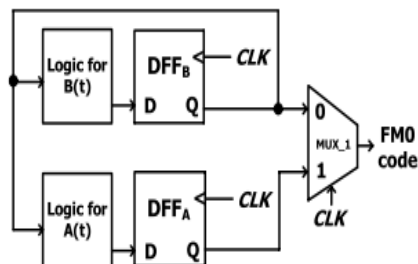 Logic for
B(t)
DFFB
CLK
D
Q
0
MUX_1
1
FM0
code
CLK
Logic for
A(t)
DFFA
CLK
D
Q